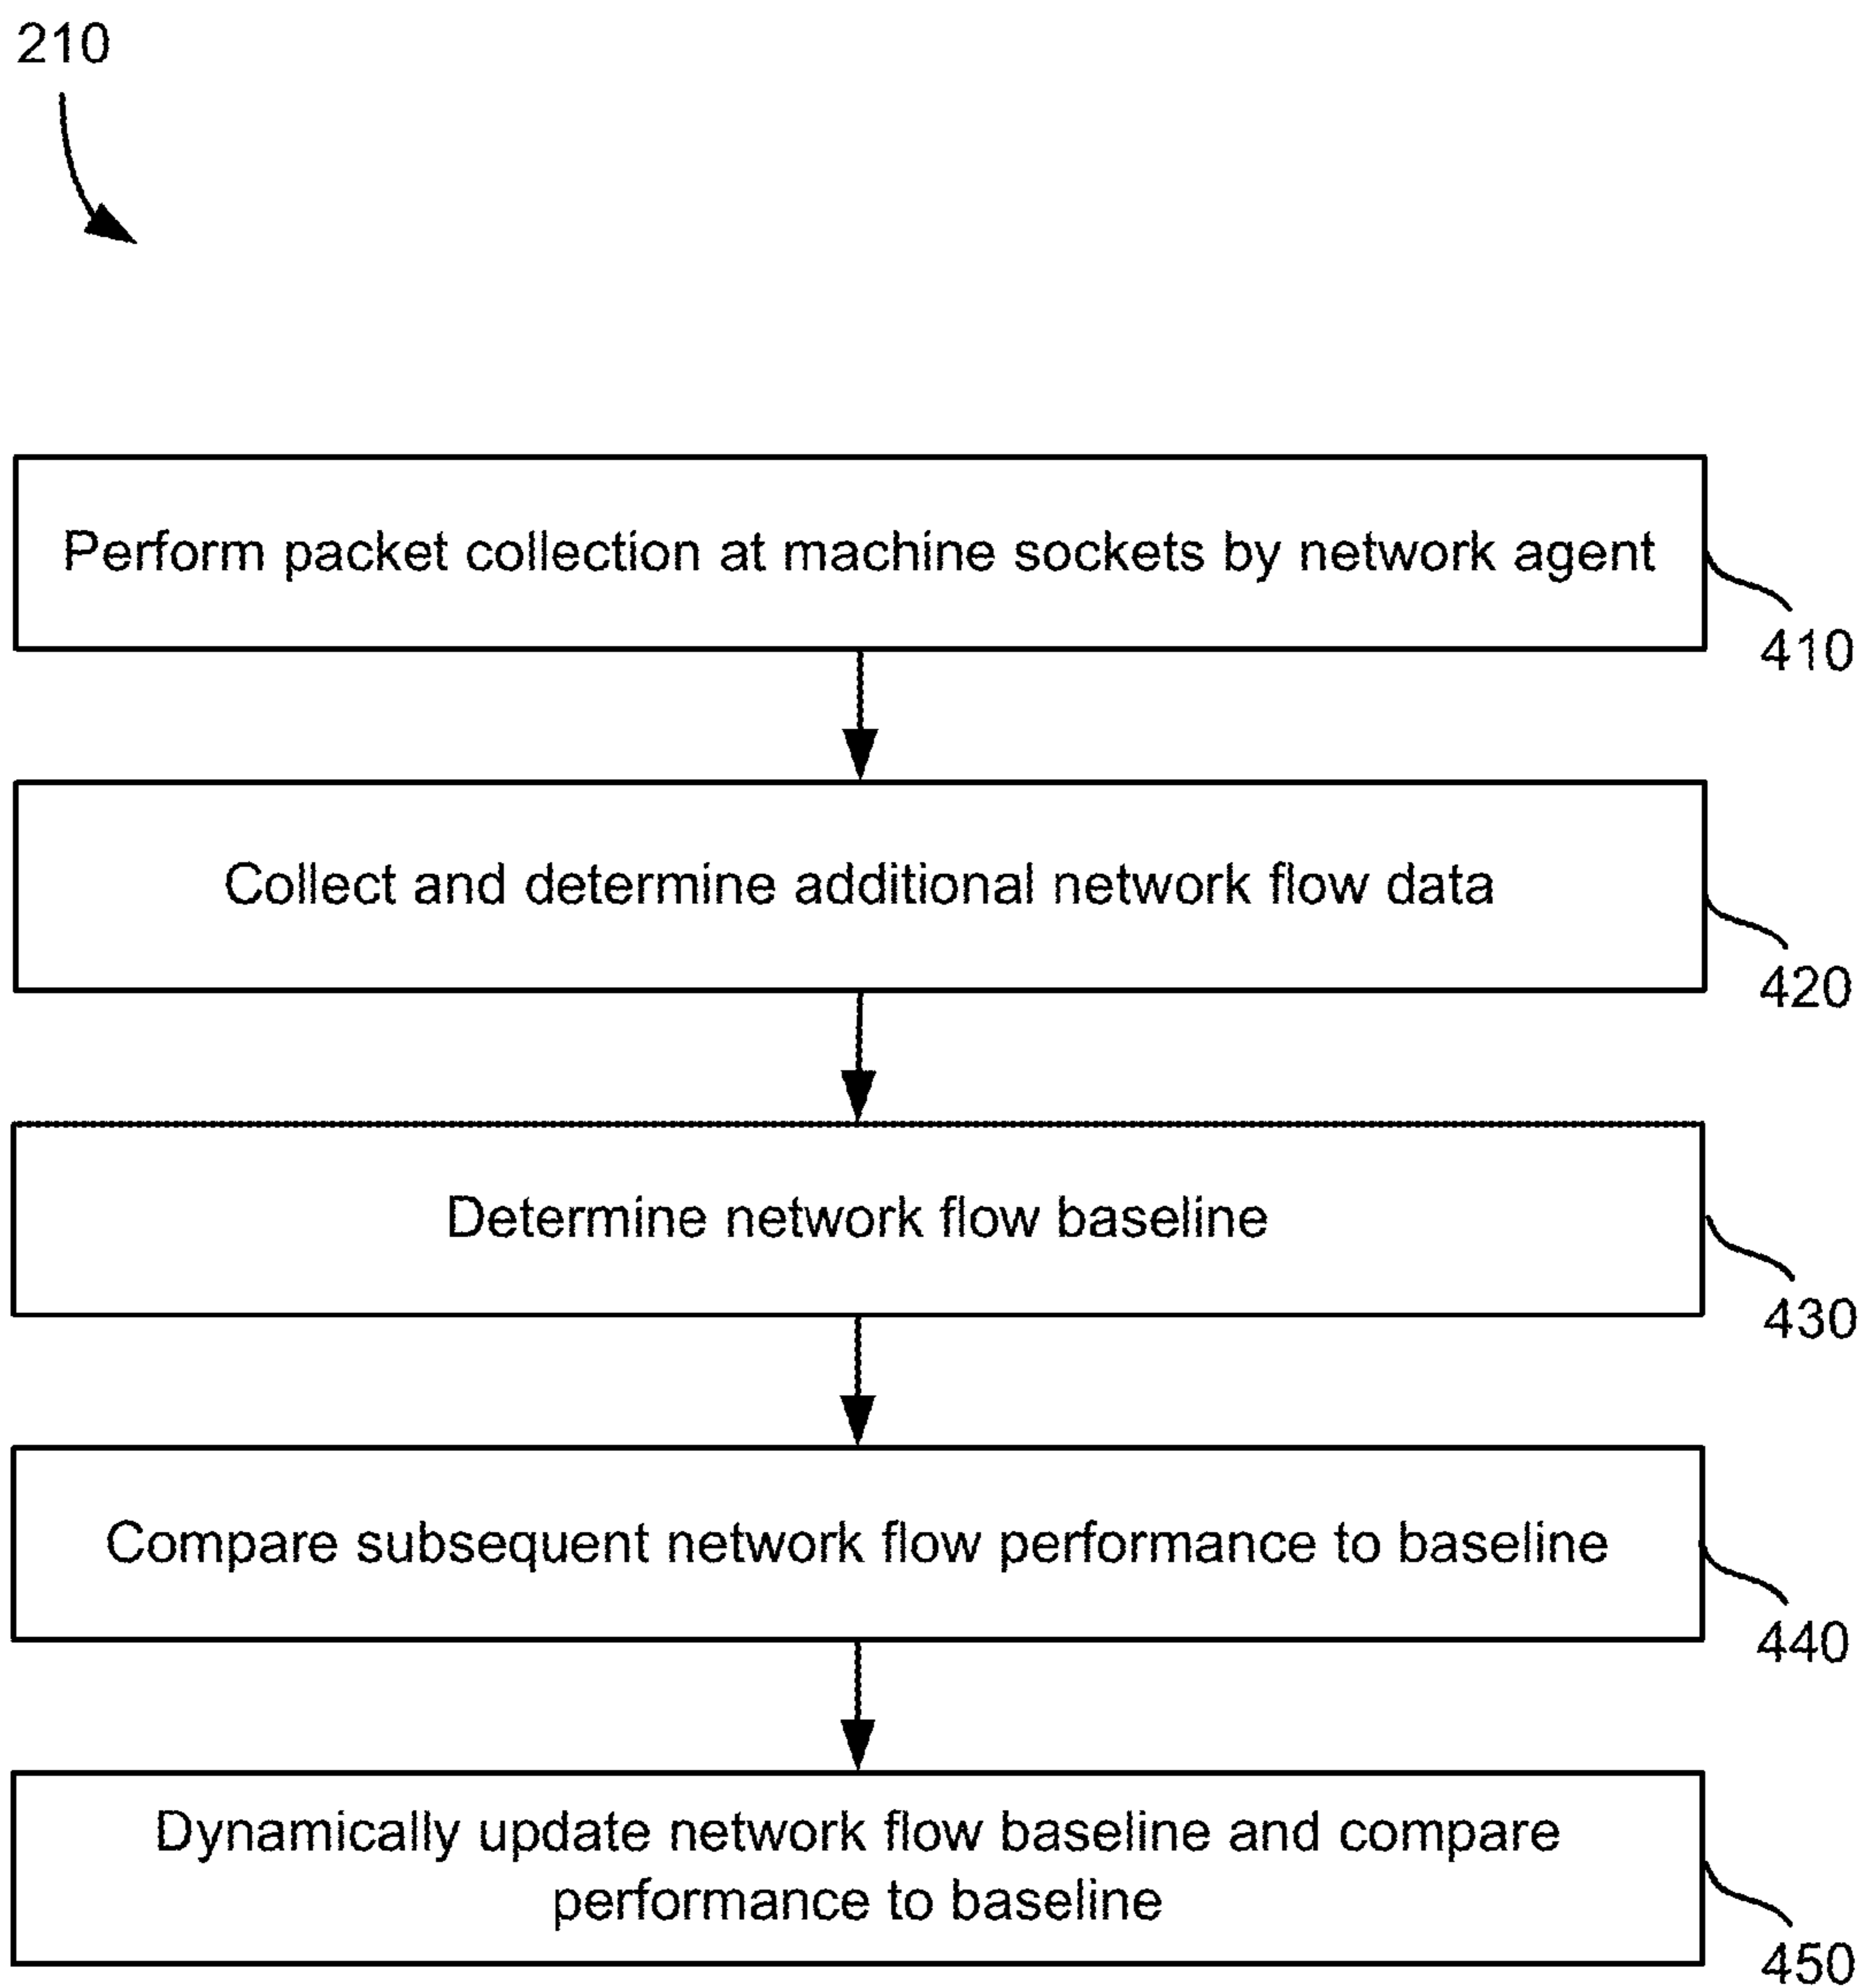 210
Perform packet collection at machine sockets by network agent
410
Collect and determine additional network flow data
420
Determine network flow baseline
430
Compare subsequent network flow performance to baseline
440
Dynamically update network flow baseline and compare
performance to baseline
450